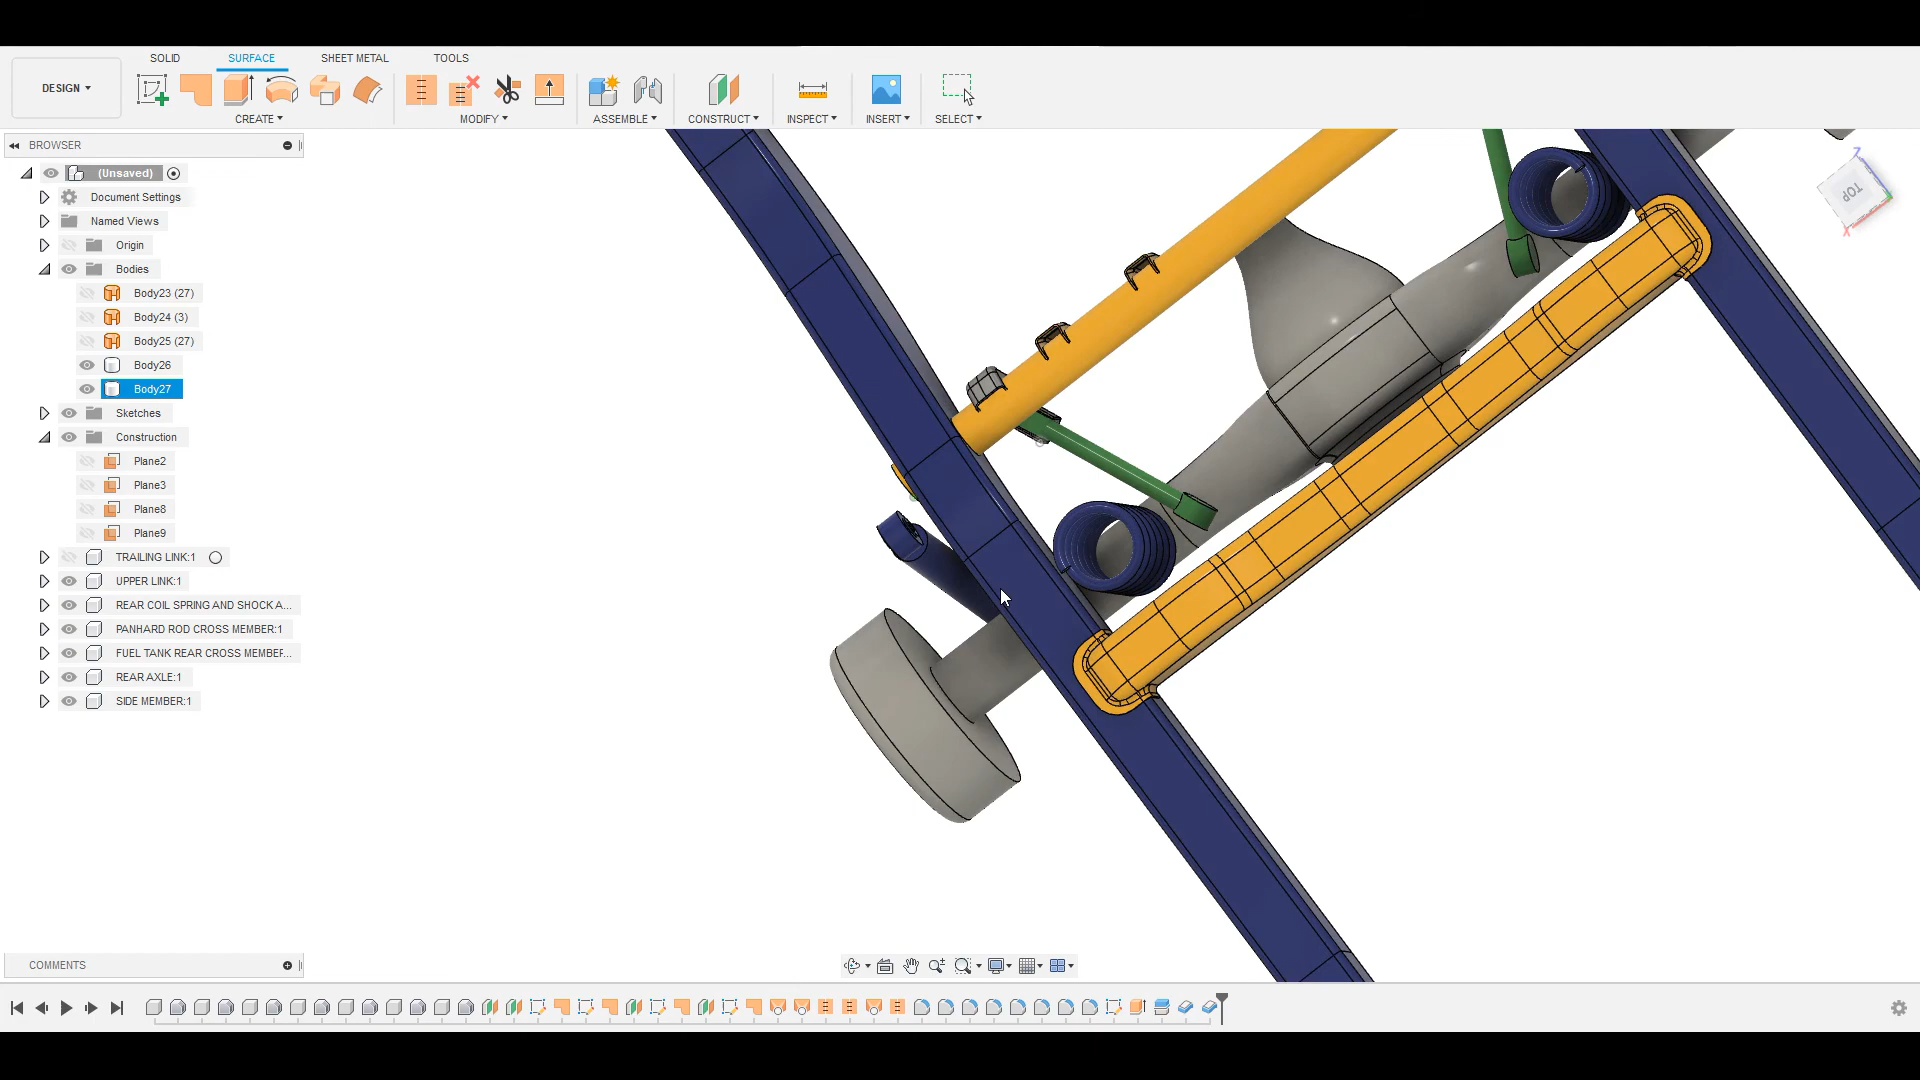 SOLID SURFACE SHEET METAL TOOLS
DESIGN
CREATE MODIFY ASSEMBLE CONSTRUCT INSPECT INSERT SELECT
BROWSER
(Unsaved)
Document Settings
Named Views
Origin
Bodies
Body23 (27)
Body24 (3)
Body25 (27)
Body26
Body27
Sketches
Construction
Plane2
Plane3
Plane8
Plane9
TRAILING LINK:1
UPPER LINK:1
REAR COIL SPRING AND SHOCK A...
PANHARD ROD CROSS MEMBER:1
FUEL TANK REAR CROSS MEMBER...
REAR AXLE:1
SIDE MEMBER:1
Z
TOP
X
COMMENTS